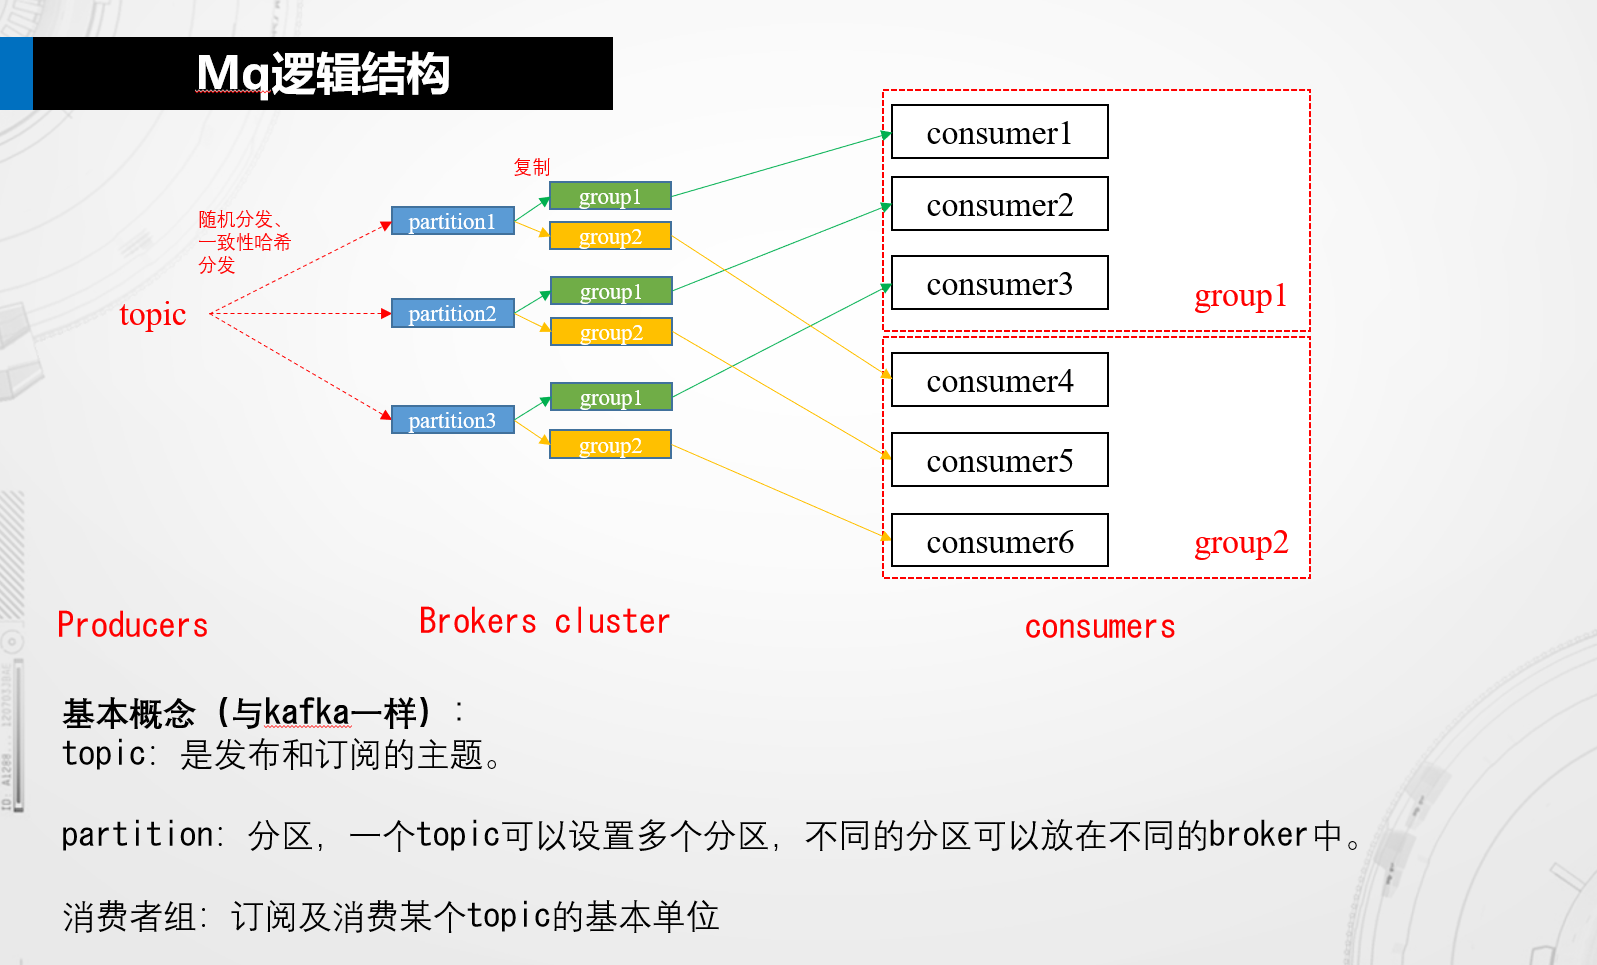 Mq逻辑结构
复制
随机分发、
一致性哈希
分发
topic
partition1
partition2
partition3
group1
group2
group1
group2
group1
group2
consumer1
consumer2
consumer3
group1
consumer4
consumer5
consumer6
group2
Producers
Brokers cluster
consumers
基本概念（与kafka一样）：
topic：是发布和订阅的主题。
partition：分区，一个topic可以设置多个分区，不同的分区可以放在不同的broker中。
消费者组：订阅及消费某个topic的基本单位